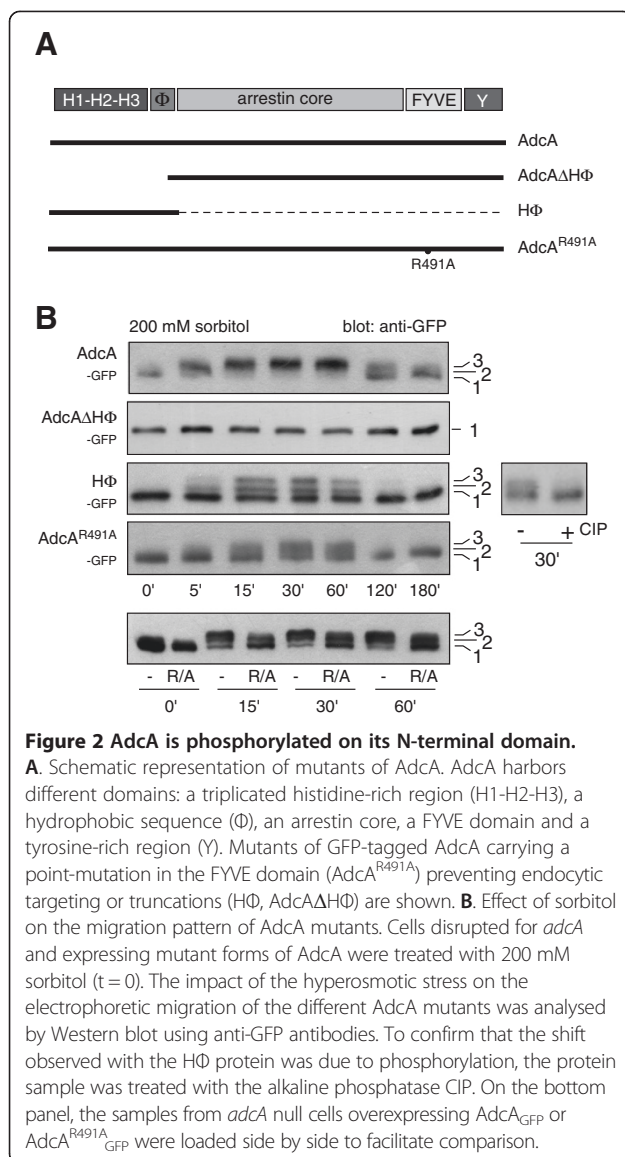 A
H1-H2-H3 Φ arrestin core FYVE Y
AdcA
AdcAΔHΦ
HΦ
AdcA^R491A
R491A
B
200 mM sorbitol blot: anti-GFP
AdcA
-GFP
3
2
1
AdcAΔHΦ
-GFP
1
HΦ
-GFP
3
2
1
- + CIP
30'
AdcA^R491A
-GFP
3
2
1
0' 5' 15' 30' 60' 120' 180'
3
2
1
- R/A - R/A - R/A - R/A
0' 15' 30' 60'
Figure 2 AdcA is phosphorylated on its N-terminal domain.
A. Schematic representation of mutants of AdcA. AdcA harbors
different domains: a triplicated histidine-rich region (H1-H2-H3), a
hydrophobic sequence (Φ), an arrestin core, a FYVE domain and a
tyrosine-rich region (Y). Mutants of GFP-tagged AdcA carrying a
point-mutation in the FYVE domain (AdcA^R491A) preventing endocytic
targeting or truncations (HΦ, AdcAΔHΦ) are shown. B. Effect of sorbitol
on the migration pattern of AdcA mutants. Cells disrupted for adcA
and expressing mutant forms of AdcA were treated with 200 mM
sorbitol (t = 0). The impact of the hyperosmotic stress on the
electrophoretic migration of the different AdcA mutants was analysed
by Western blot using anti-GFP antibodies. To confirm that the shift
observed with the HΦ protein was due to phosphorylation, the protein
sample was treated with the alkaline phosphatase CIP. On the bottom
panel, the samples from adcA null cells overexpressing AdcA_GFP or
AdcA^R491A_GFP were loaded side by side to facilitate comparison.